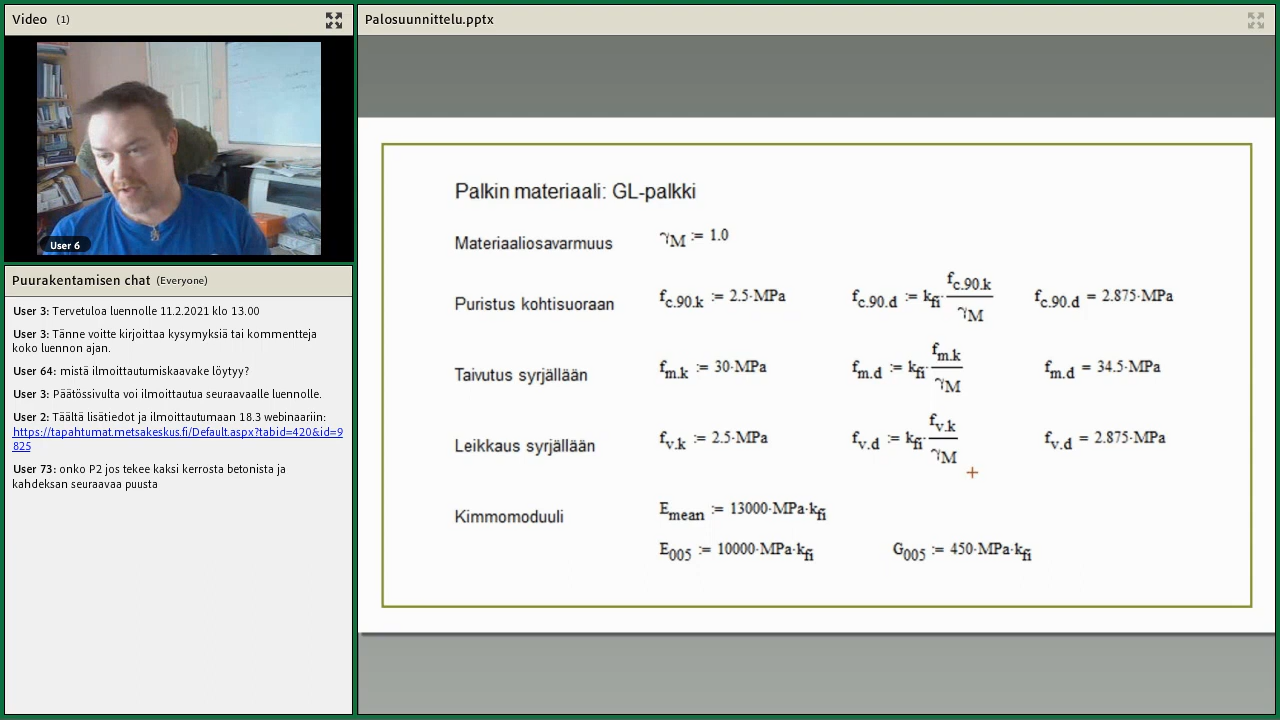 Video (1)
User 6
Puurakentamisen chat (Everyone)
User 3: Tervetuloa luennolle 11.2.2021 klo 13.00
User 3: Tänne voitte kirjoittaa kysymyksiä tai kommentteja
koko luennon ajan.
User 64: mistä ilmoittautumiskaavake löytyy?
User 3: Päätössivulta voi ilmoittautua seuraavaalle luennolle.
User 2: Täältä lisätiedot ja ilmoittautumaan 18.3 webinaariin:
https://tapahtumat.metsakeskus.fi/Default.aspx?tabid=420&id=9
825
User 73: onko P2 jos tekee kaksi kerrosta betonista ja
kahdeksan seuraavaa puusta
Palosuunnittelu.pptx
Palkin materiaali: GL-palkki
Materiaaliosavarmuus γM := 1.0
Puristus kohtisuoraan fc.90.k := 2.5·MPa fc.90.d := kfi·fc.90.k/γM fc.90.d = 2.875·MPa
Taivutus syrjällään fm.k := 30·MPa fm.d := kfi·fm.k/γM fm.d = 34.5·MPa
Leikkaus syrjällään fv.k := 2.5·MPa fv.d := kfi·fv.k/γM fv.d = 2.875·MPa
Kimmomoduuli Emean := 13000·MPa·kfi
E005 := 10000·MPa·kfi G005 := 450·MPa·kfi